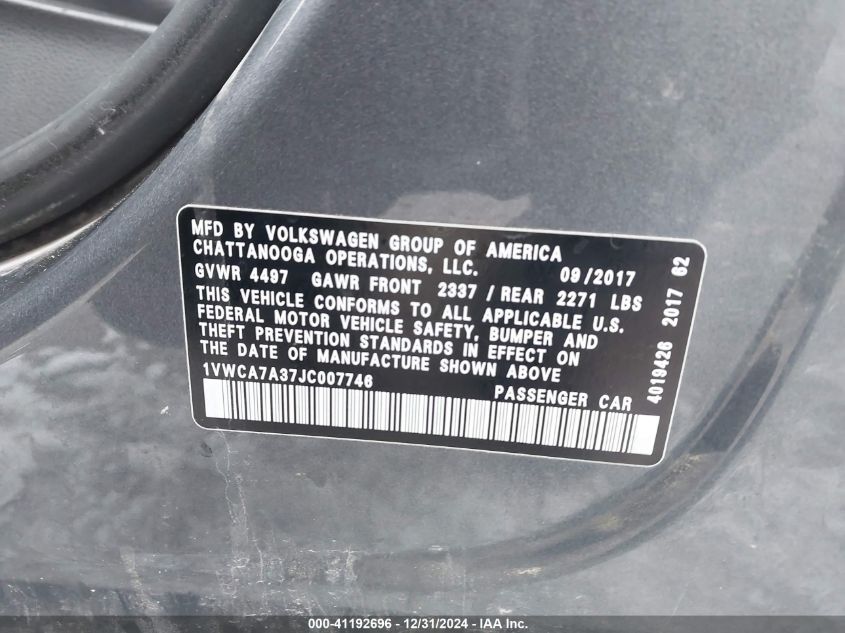 MFD BY VOLKSWAGEN GROUP OF AMERICA
CHATTANOOGA OPERATIONS, LLC. 09/2017
GVWR 4497 GAWR FRONT 2337 / REAR 2271 LBS
THIS VEHICLE CONFORMS TO ALL APPLICABLE U.S.
FEDERAL MOTOR VEHICLE SAFETY, BUMPER AND
THEFT PREVENTION STANDARDS IN EFFECT ON
THE DATE OF MANUFACTURE SHOWN ABOVE
1VWCA7A37JC007746 PASSENGER CAR
4019426 2017 62
000-41192696 - 12/31/2024 - IAA Inc.